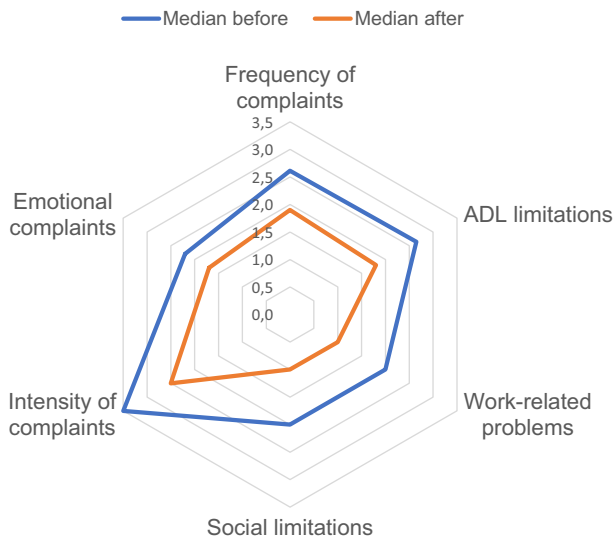 Median before Median after
Frequency of
complaints
3,5
3,0
2,5
2,0
1,5
1,0
0,5
0,0
Emotional
complaints
ADL limitations
Intensity of
complaints
Work-related
problems
Social limitations